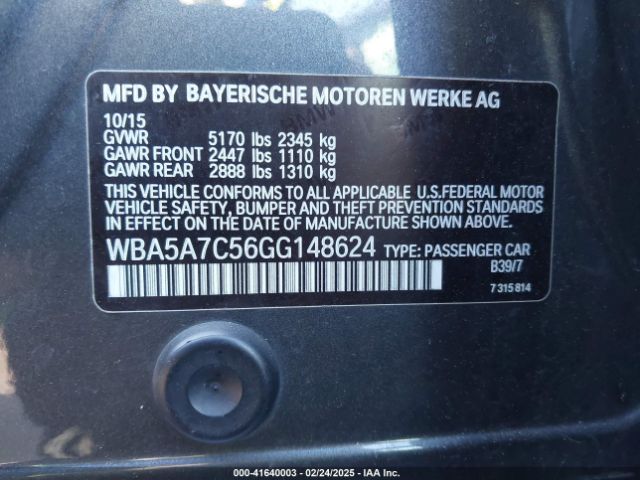 MFD BY BAYERISCHE MOTOREN WERKE AG
10/15
GVWR 5170 lbs 2345 kg
GAWR FRONT 2447 lbs 1110 kg
GAWR REAR 2888 lbs 1310 kg
THIS VEHICLE CONFORMS TO ALL APPLICABLE U.S.FEDERAL MOTOR
VEHICLE SAFETY, BUMPER AND THEFT PREVENTION STANDARDS
IN EFFECT ON THE DATE OF MANUFACTURE SHOWN ABOVE.
WBA5A7C56GG148624 TYPE: PASSENGER CAR
B39/7
7 315 814
000-41640003 — 02/24/2025 — IAA Inc.